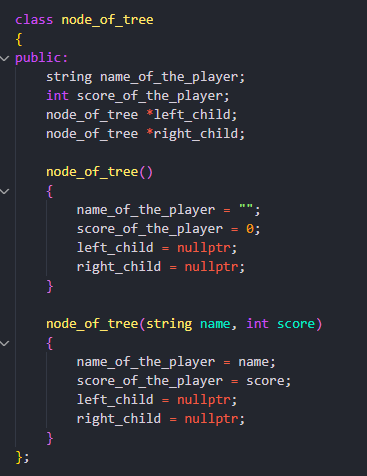 class node_of_tree
{
public:
    string name_of_the_player;
    int score_of_the_player;
    node_of_tree *left_child;
    node_of_tree *right_child;

    node_of_tree()
    {
        name_of_the_player = "";
        score_of_the_player = 0;
        left_child = nullptr;
        right_child = nullptr;
    }

    node_of_tree(string name, int score)
    {
        name_of_the_player = name;
        score_of_the_player = score;
        left_child = nullptr;
        right_child = nullptr;
    }
};